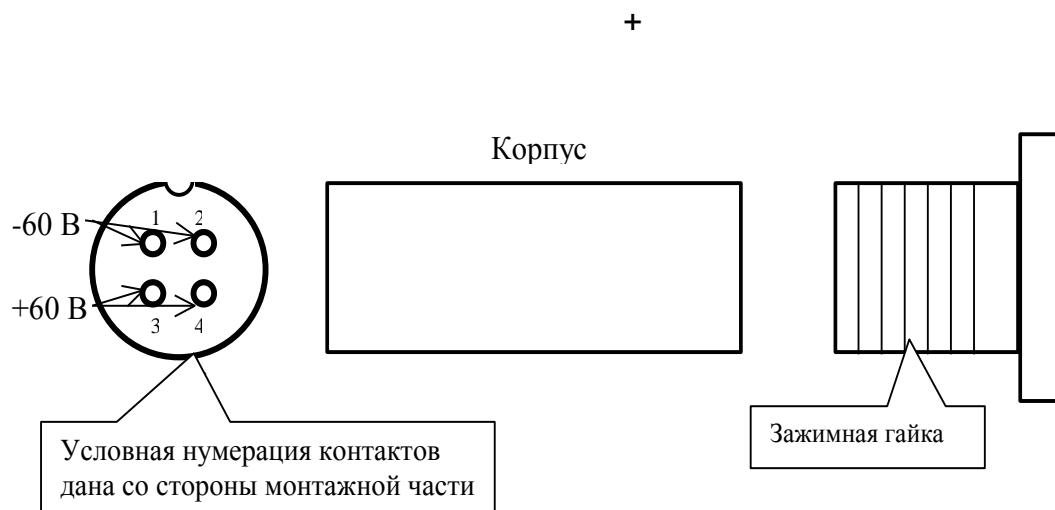 +
Корпус
-60 В
1 2
+60 В
3 4
Условная нумерация контактов
дана со стороны монтажной части
Зажимная гайка